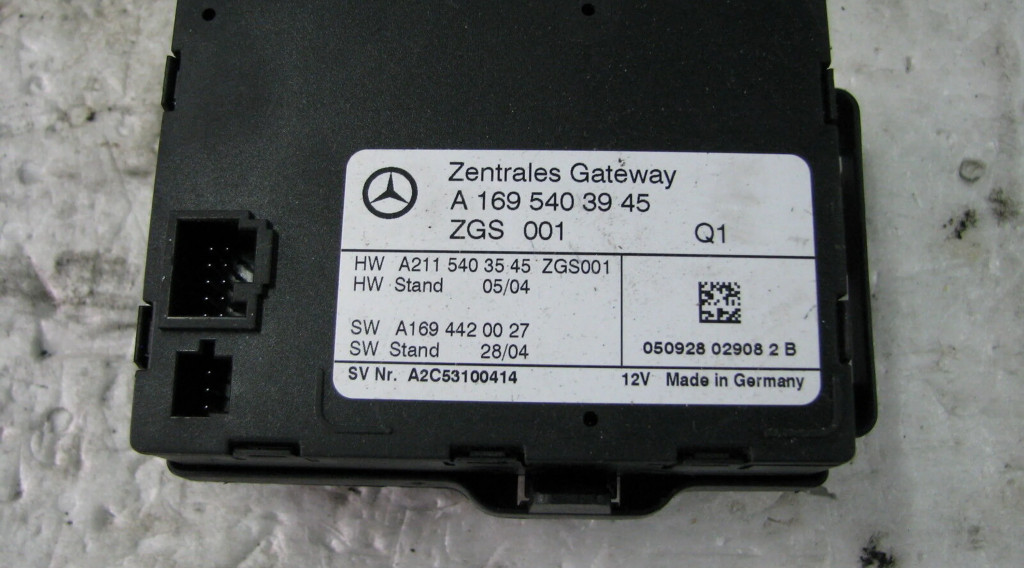 Zentrales Gateway
A 169 540 39 45
ZGS 001 Q1
HW A211 540 35 45 ZGS001
HW Stand 05/04
SW A169 442 00 27
SW Stand 28/04
050928 02908 2 B
SV Nr. A2C53100414 12V Made in Germany